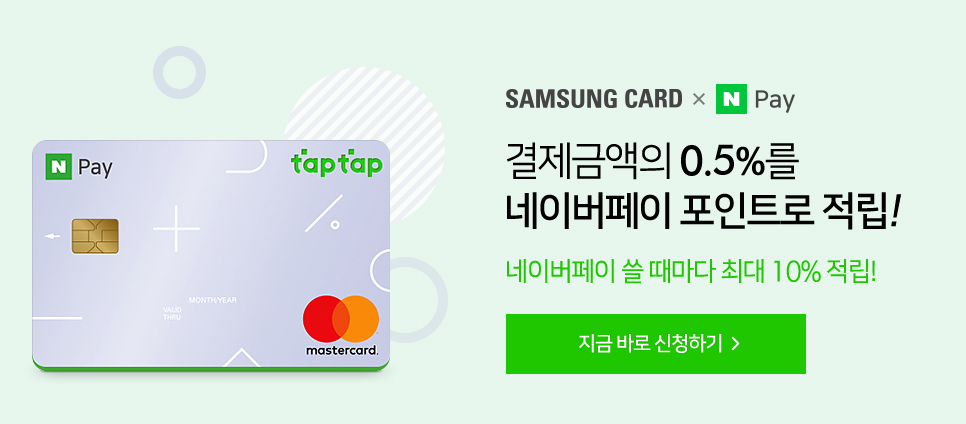 N Pay
taptap
MONTH/YEAR
VALID
THRU
mastercard.
SAMSUNG CARD × N Pay
결제금액의 0.5%를
네이버페이 포인트로 적립!
네이버페이 쓸 때마다 최대 10% 적립!
지금 바로 신청하기 >